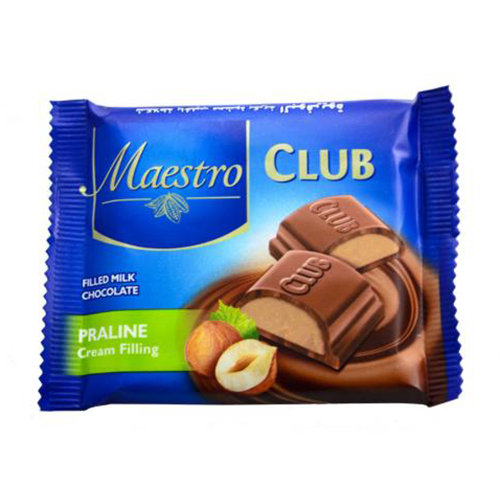 Maestro
CLUB
CLUB
CLUB
FILLED MILK
CHOCOLATE
PRALINE
Cream Filling